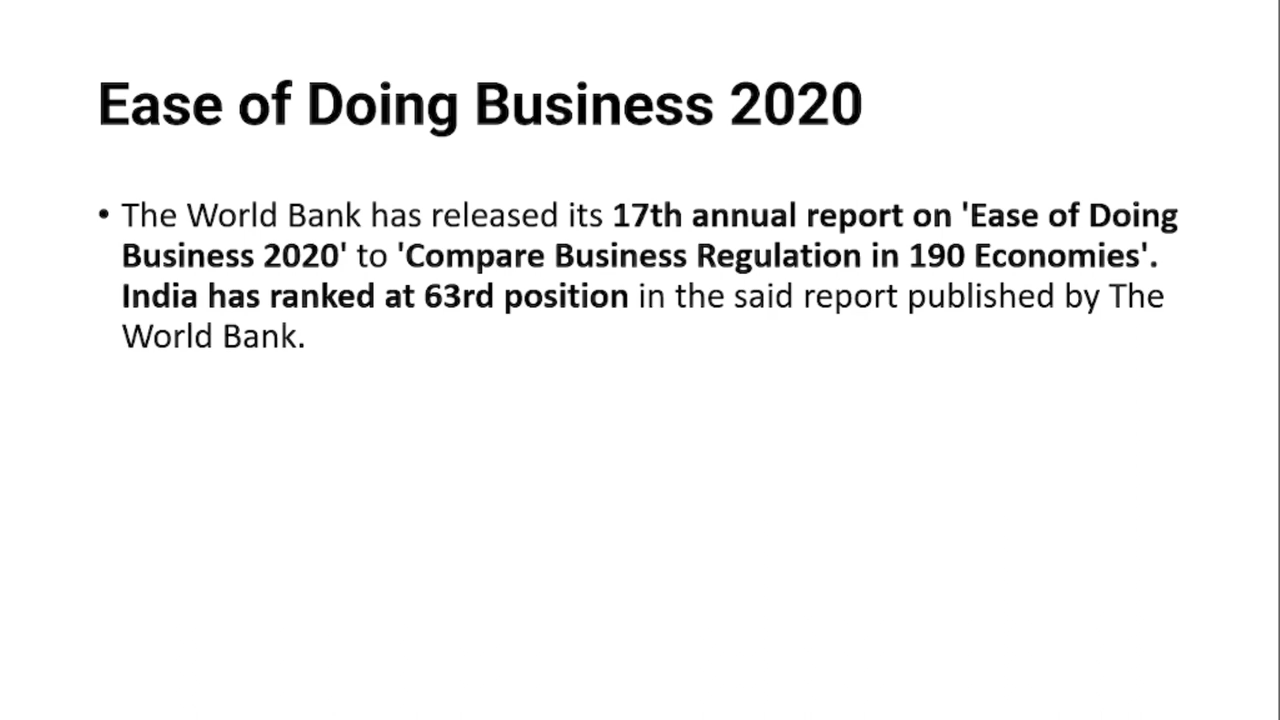 Ease of Doing Business 2020
• The World Bank has released its 17th annual report on 'Ease of Doing
Business 2020' to 'Compare Business Regulation in 190 Economies'.
India has ranked at 63rd position in the said report published by The
World Bank.